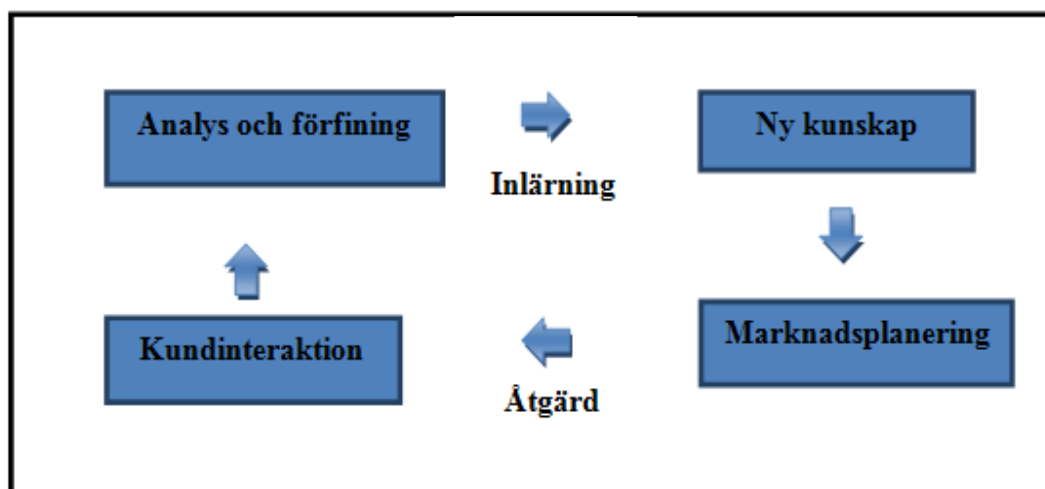 Analys och förfining
Inlärning
Ny kunskap
Marknadsplanering
Åtgärd
Kundinteraktion